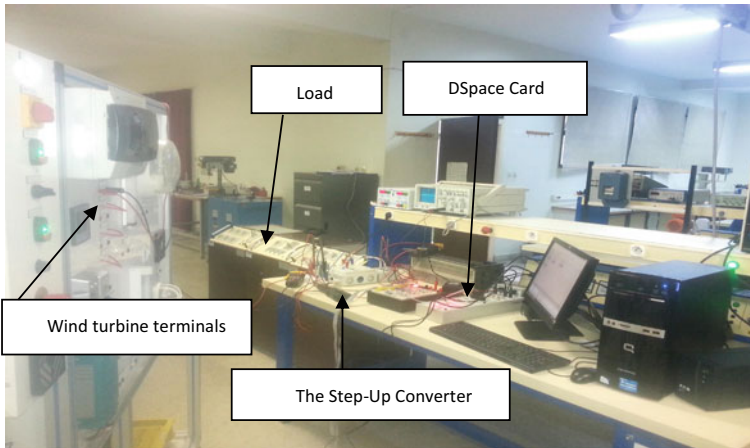 Load
DSpace Card
Wind turbine terminals
The Step-Up Converter